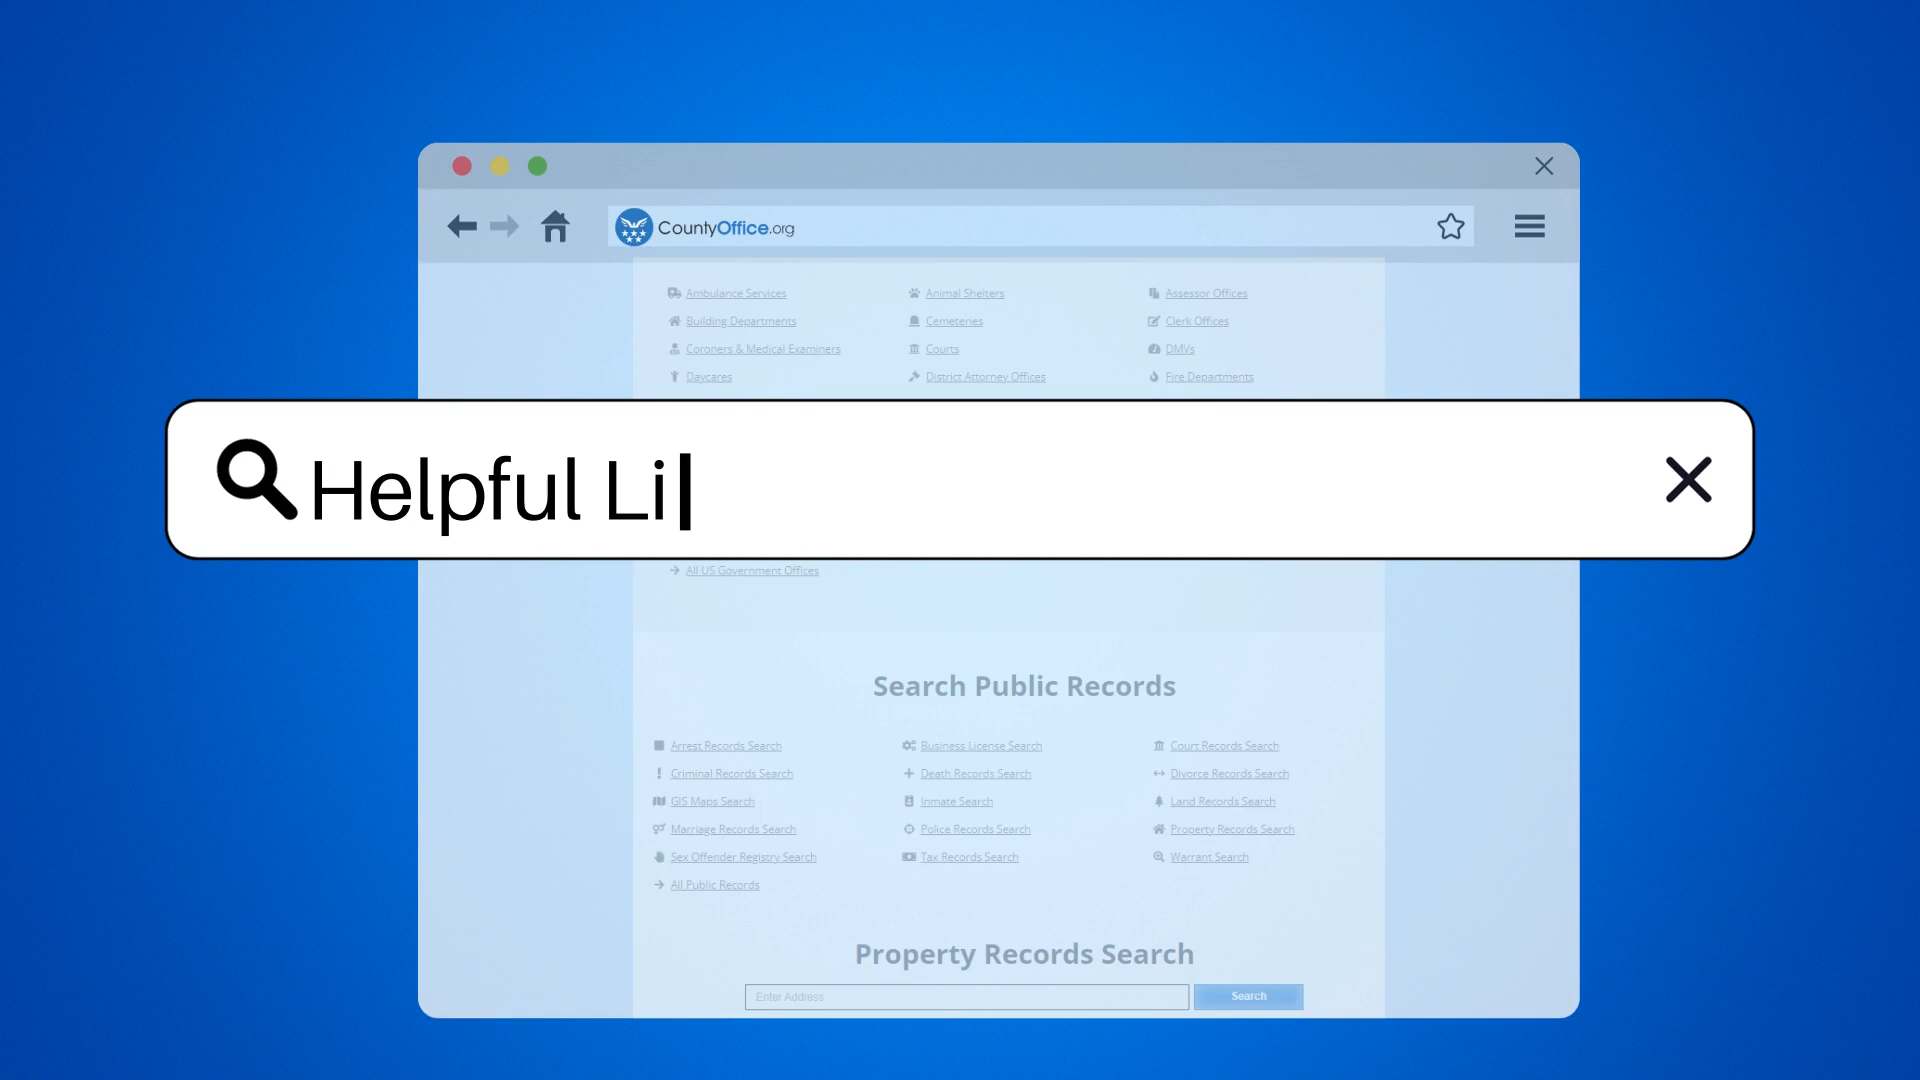 CountyOffice.org
Ambulance Services Animal Shelters Assessor Offices
Building Departments Cemeteries Clerk Offices
Coroners & Medical Examiners Courts DMVs
Daycares District Attorney Offices Fire Departments
Helpful Li
All US Government Offices
Search Public Records
Arrest Records Search Business License Search Court Records Search
Criminal Records Search Death Records Search Divorce Records Search
GIS Maps Search Inmate Search Land Records Search
Marriage Records Search Police Records Search Property Records Search
Sex Offender Registry Search Tax Records Search Warrant Search
All Public Records
Property Records Search
Enter Address Search